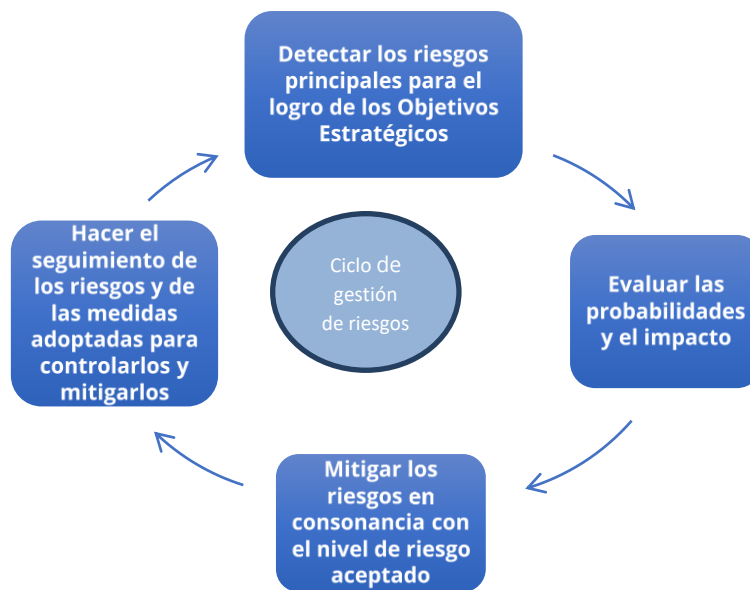 Detectar los riesgos
principales para el
logro de los Objetivos
Estratégicos
Evaluar las
probabilidades
y el impacto
Mitigar los
riesgos en
consonancia con
el nivel de riesgo
aceptado
Hacer el
seguimiento de
los riesgos y de
las medidas
adoptadas para
controlarlos y
mitigarlos
Ciclo de
gestión
de riesgos